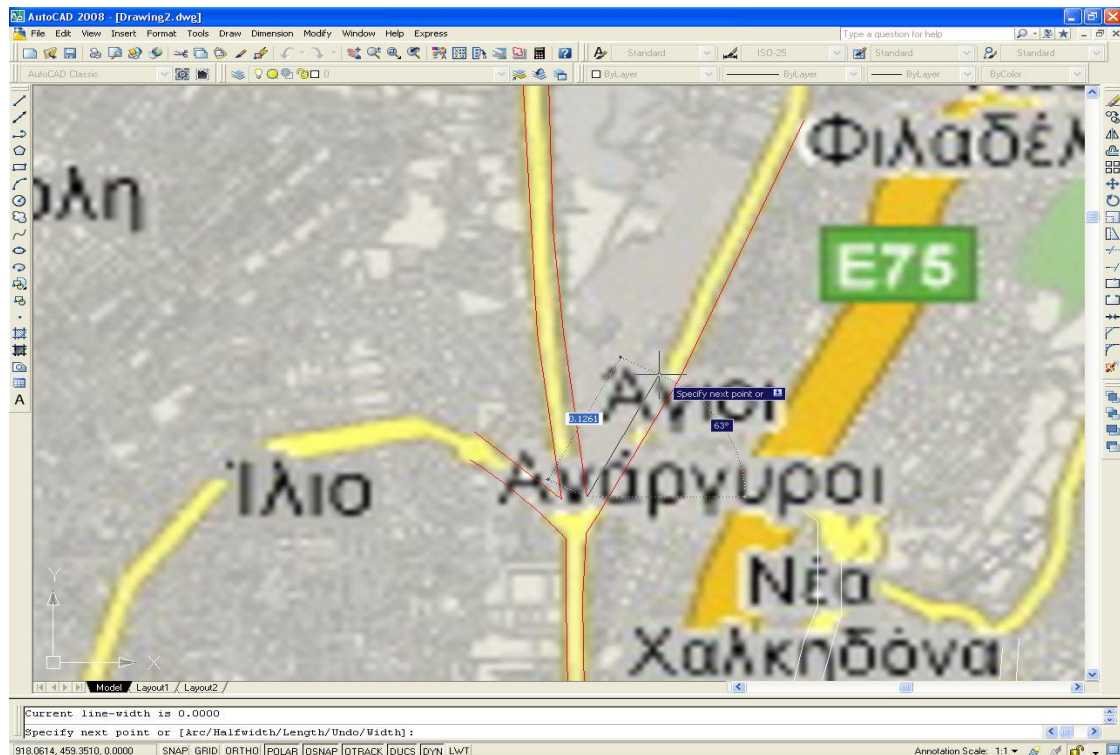 AutoCAD 2008 - [Drawing2.dwg]
File Edit View Insert Format Tools Draw Dimension Modify Window Help Express
Type a question for help
Standard ISO-25 Standard Standard
AutoCAD Classic 0 ByLayer ByLayer ByLayer ByColor
Φιλαδέλ
ολη
E75
Άγιοι
Specify next point or
0.1261
63°
Ανάργυροι
Ίλιο
Νέα
Χαλκηδόνα
Y
X
Model Layout1 Layout2
Current line-width is 0.0000
Specify next point or [Arc/Halfwidth/Length/Undo/Width]:
918.0614, 459.3510, 0.0000 SNAP GRID ORTHO POLAR OSNAP OTRACK DUCS DYN LWT Annotation Scale: 1:1